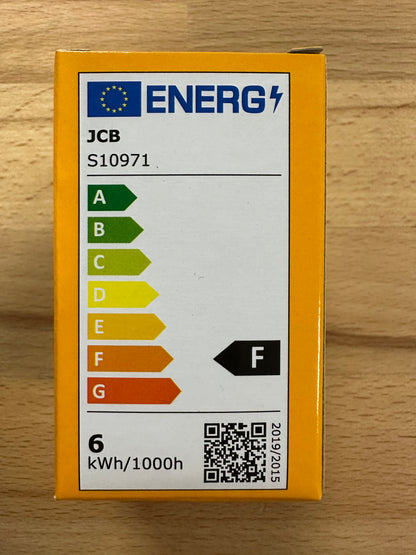 ENERG
JCB
S10971
A
B
C
D
E
F
G
F
6
kWh/1000h
2019/2015